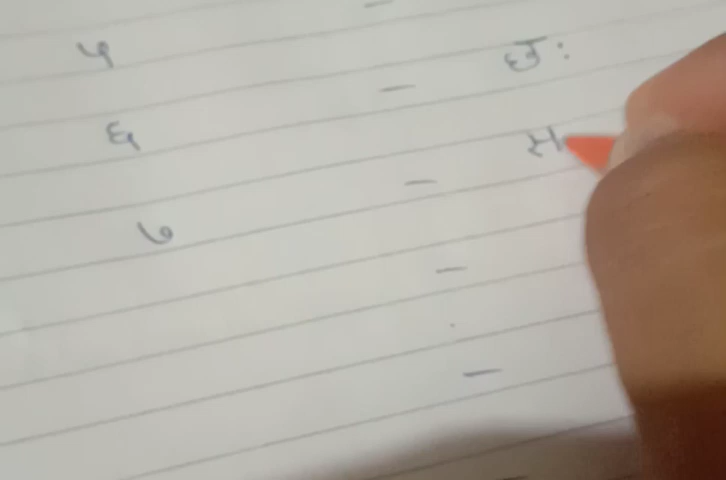 ५
— छः
६
— स
७
—
—